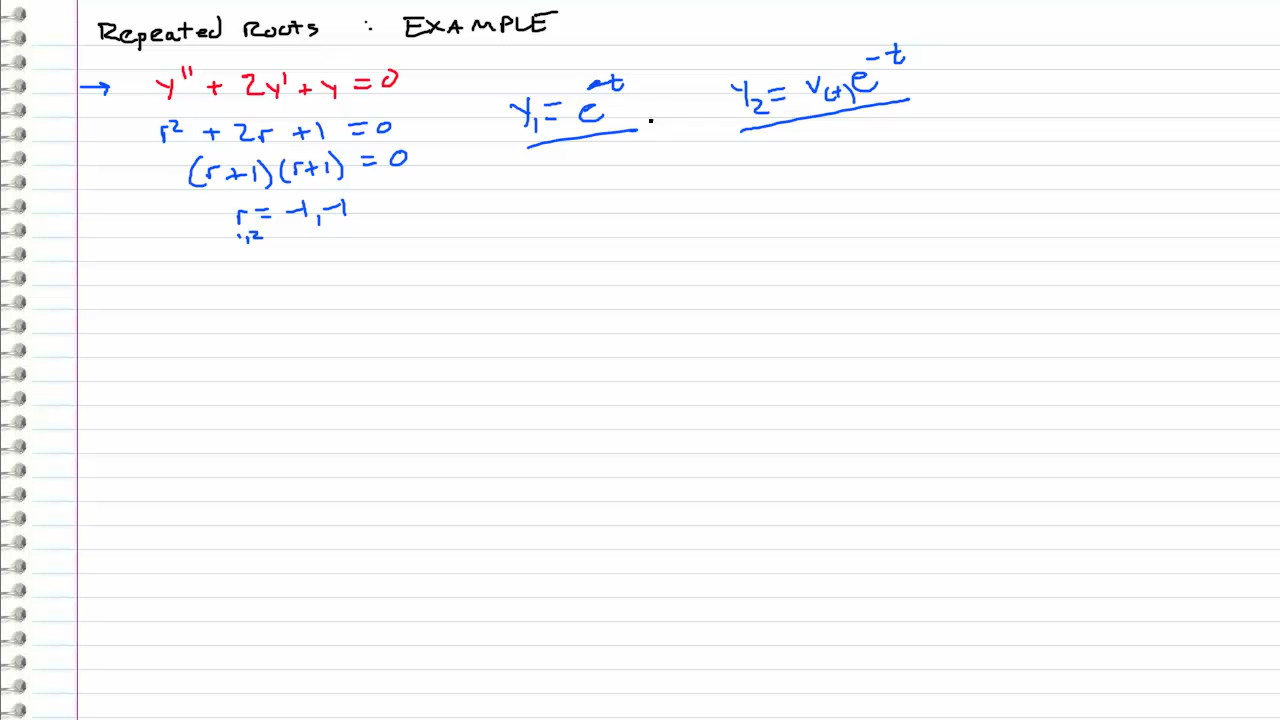 Repeated Roots : EXAMPLE
→ y'' + 2y' + y = 0
r² + 2r + 1 = 0
(r+1)(r+1) = 0
r₁,₂ = -1, -1
y₁ = e^-t
y₂ = v(t)e^-t